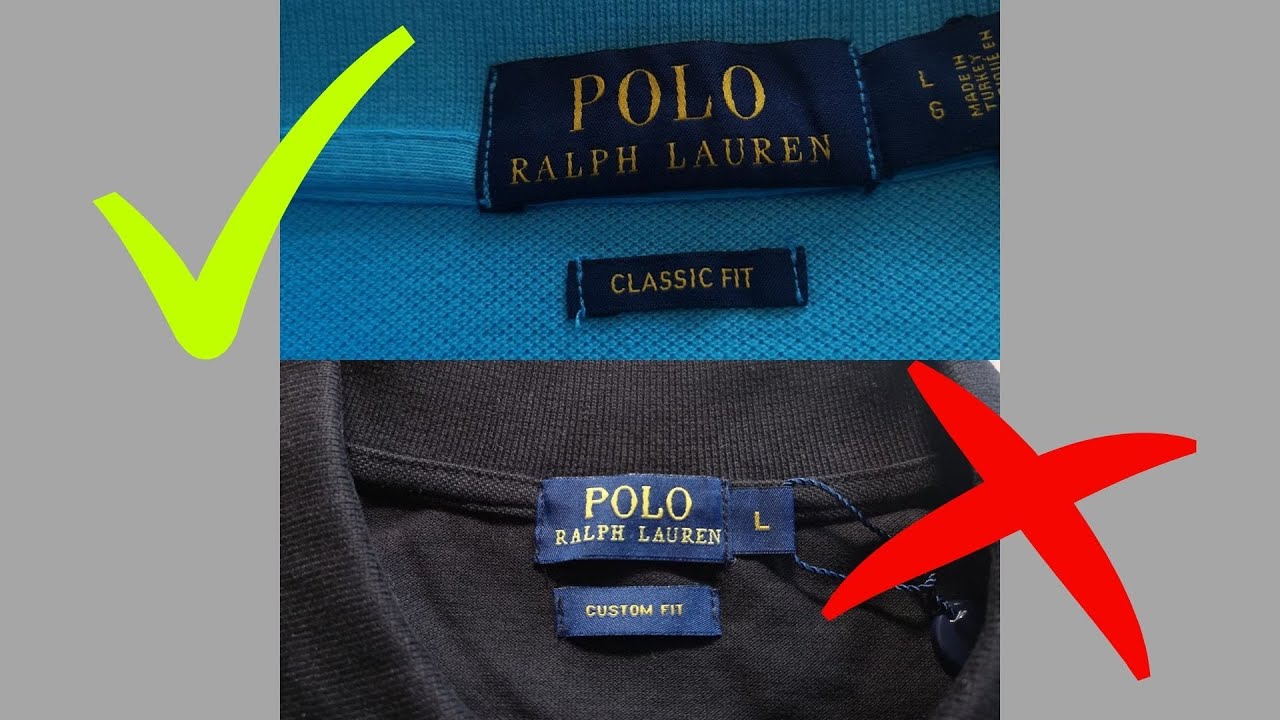 POLO
RALPH LAUREN
L
G
MADE IN
TURKEY
CLASSIC FIT
POLO
RALPH LAUREN
L
CUSTOM FIT